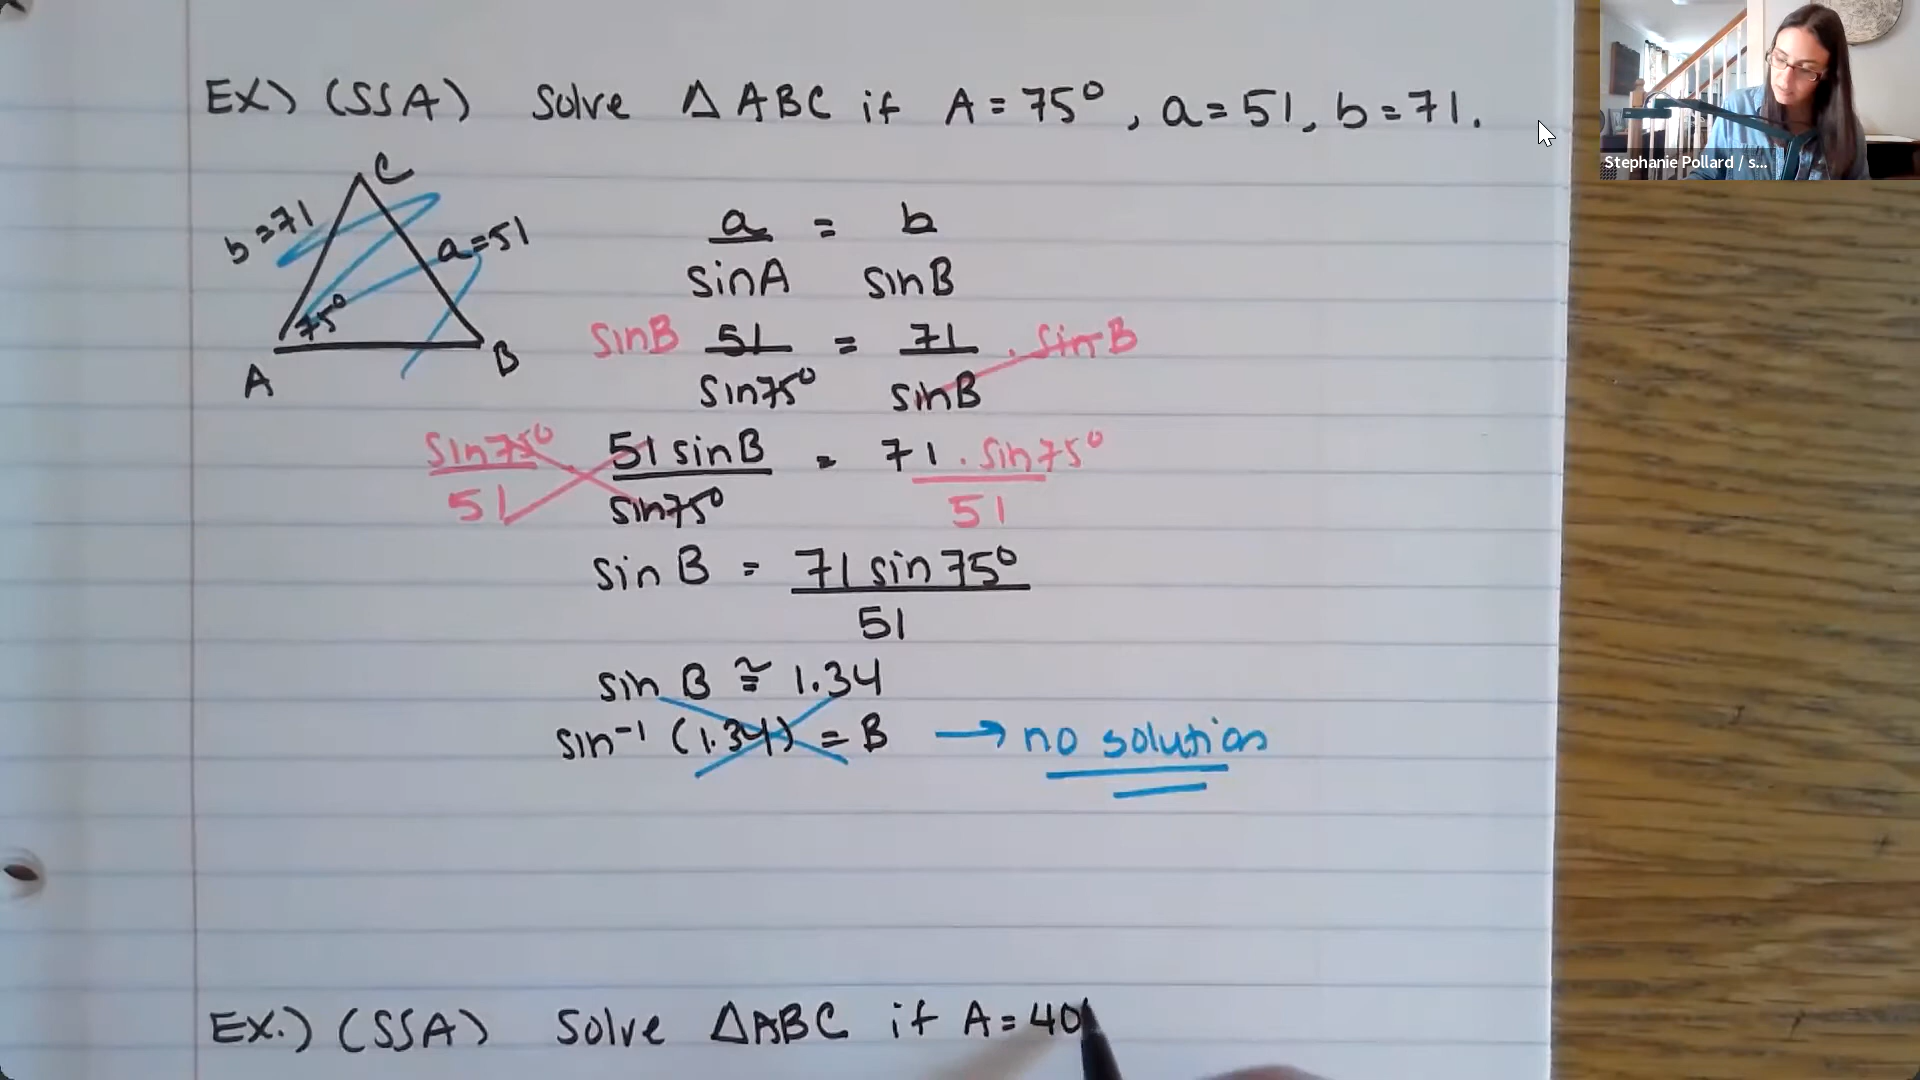 EX) (SSA) Solve △ABC if A=75°, a=51, b=71.
Stephanie Pollard / s...
C
b=71
a=51
75°
A
B
a = b
sinA sinB
sinB 51 = 71 · sinB
sin75° sinB
sin75° 51 sinB = 71 · sin75°
51 sin75° 51
sin B = 71 sin 75°
51
sin B ≅ 1.34
sin⁻¹ (1.34) = B → no solution
EX.) (SSA) Solve △ABC if A=40